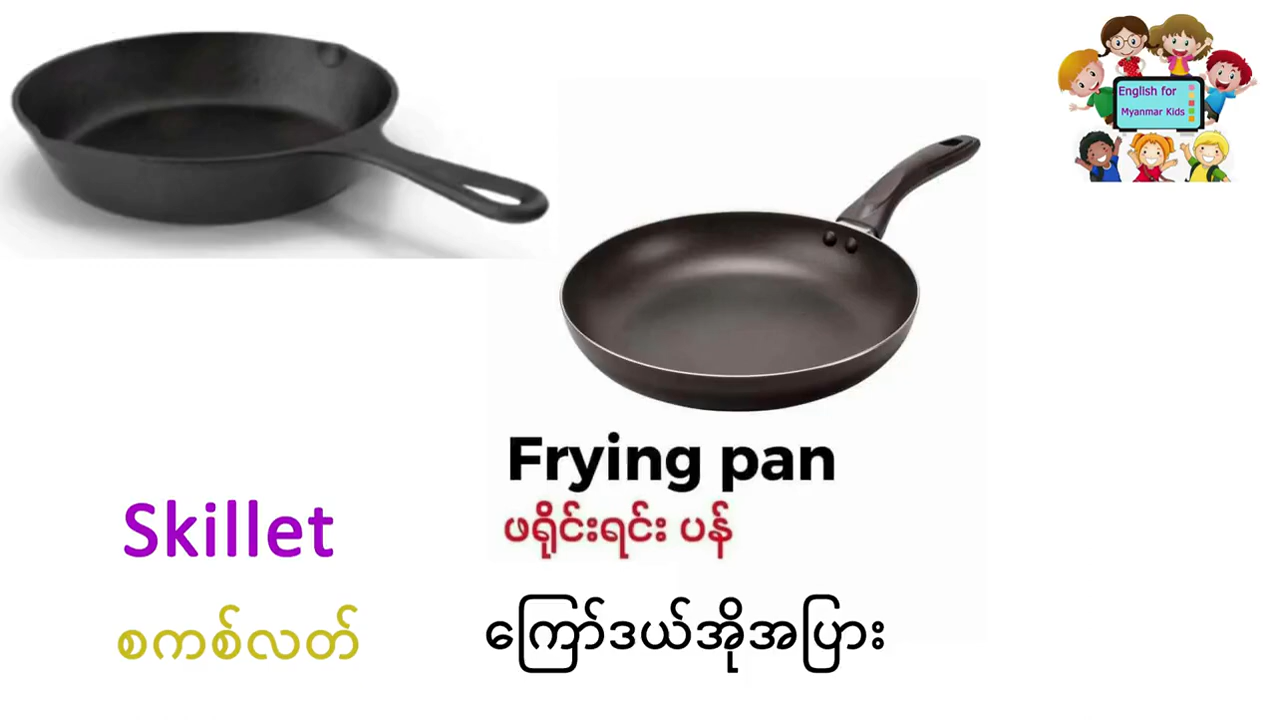 English for
Myanmar Kids
Frying pan
ဖရိုင်းရင်း ပန်
Skillet
စကစ်လတ်
ကြော်ဒယ်အိုအပြား